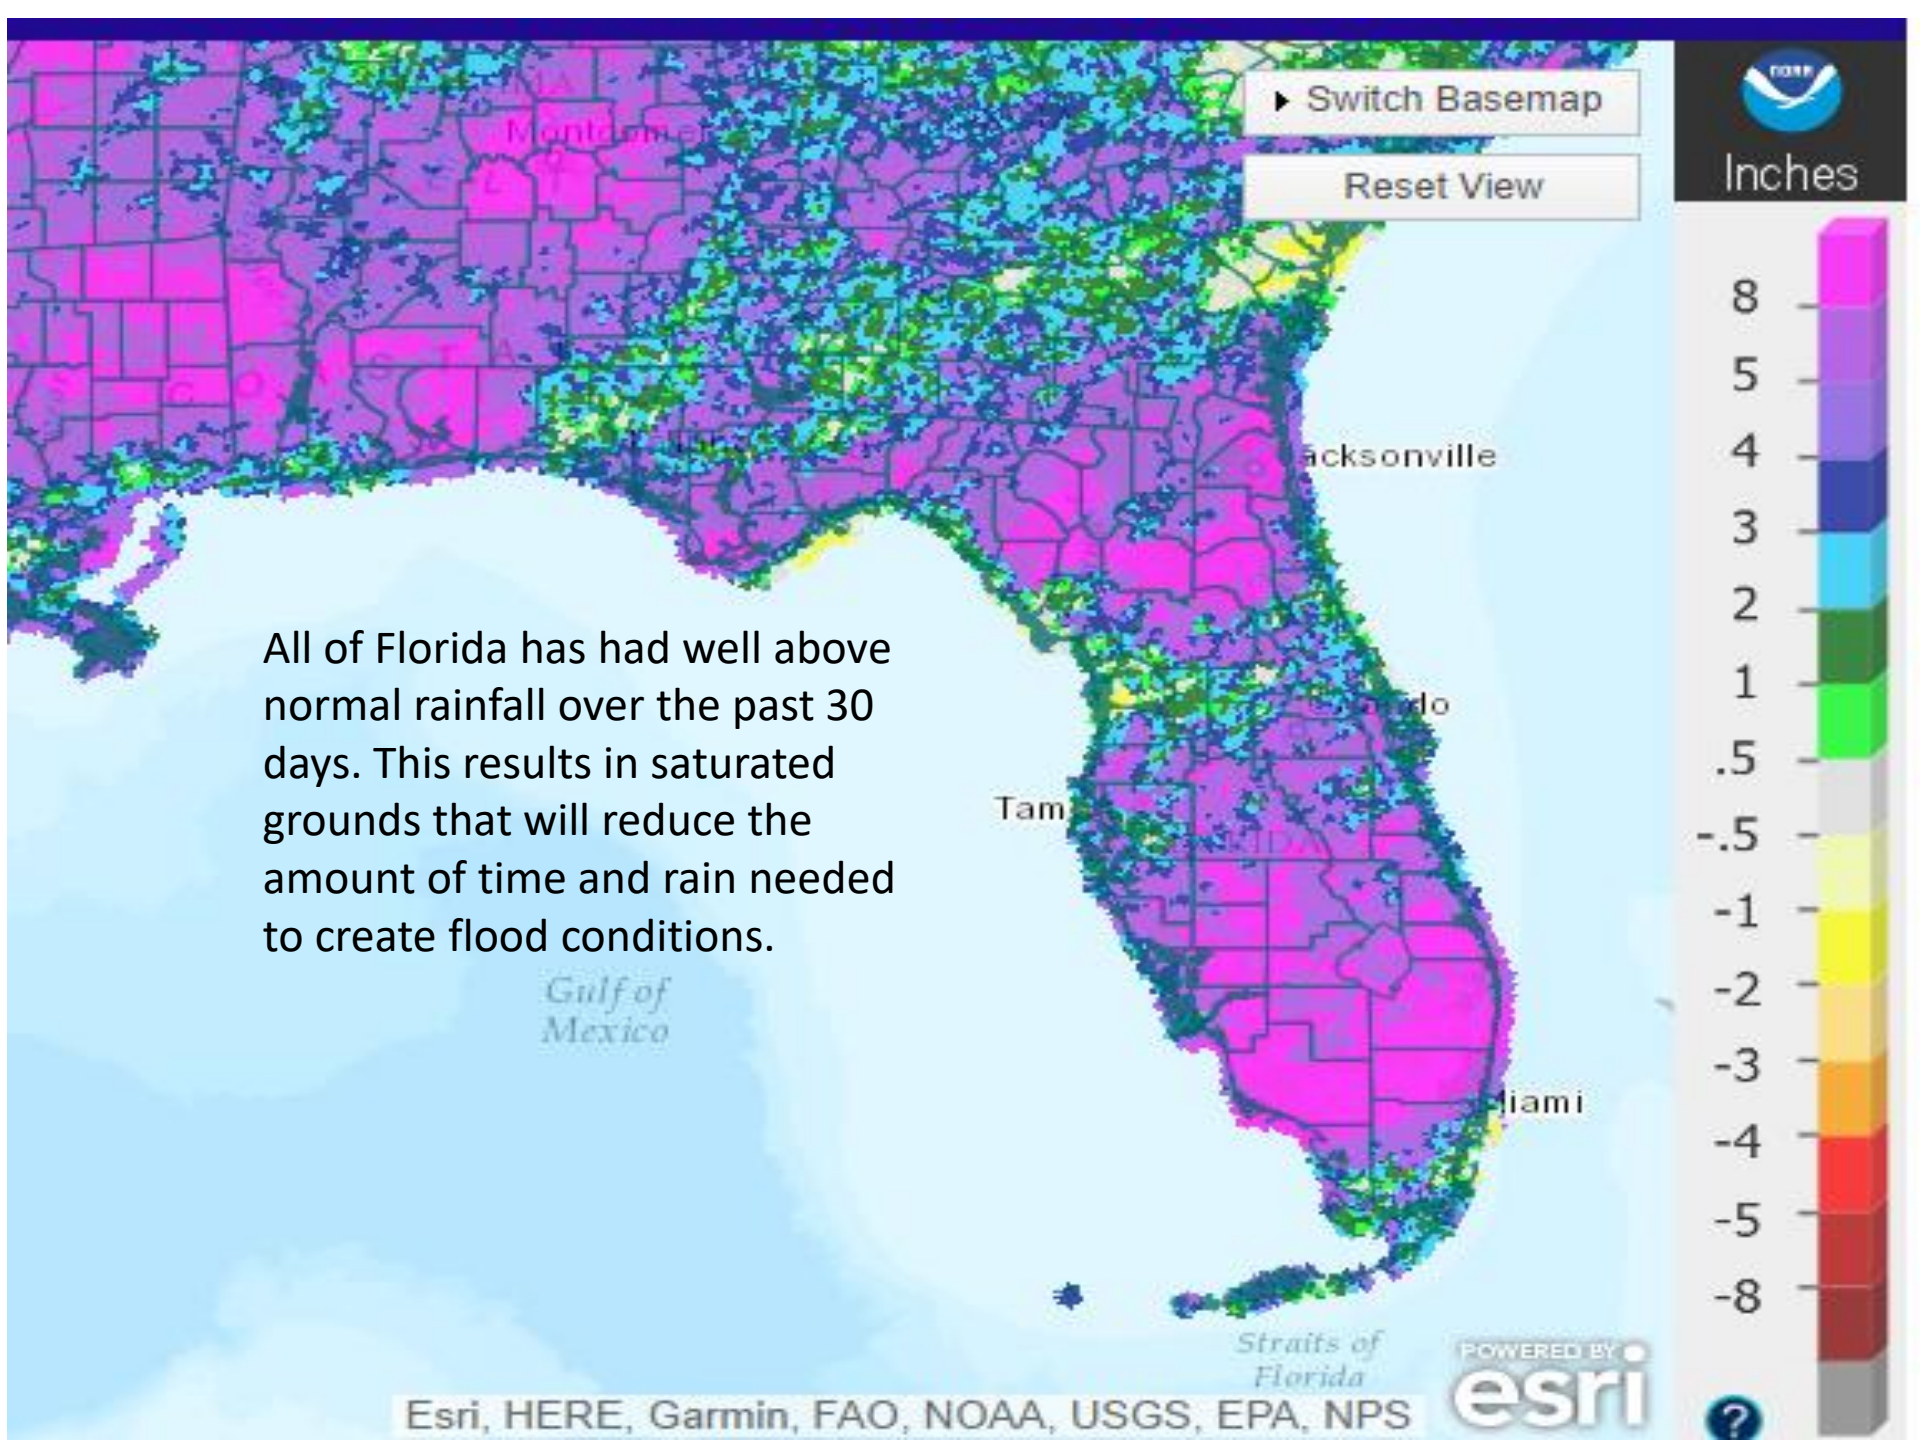 Switch Basemap
Reset View
NOAA
Inches
8
5
4
3
2
1
.5
-.5
-1
-2
-3
-4
-5
-8
acksonville
do
Tam
iami
All of Florida has had well above
normal rainfall over the past 30
days. This results in saturated
grounds that will reduce the
amount of time and rain needed
to create flood conditions.
Gulf of
Mexico
Straits of
Florida
POWERED BY
esri
Esri, HERE, Garmin, FAO, NOAA, USGS, EPA, NPS
?